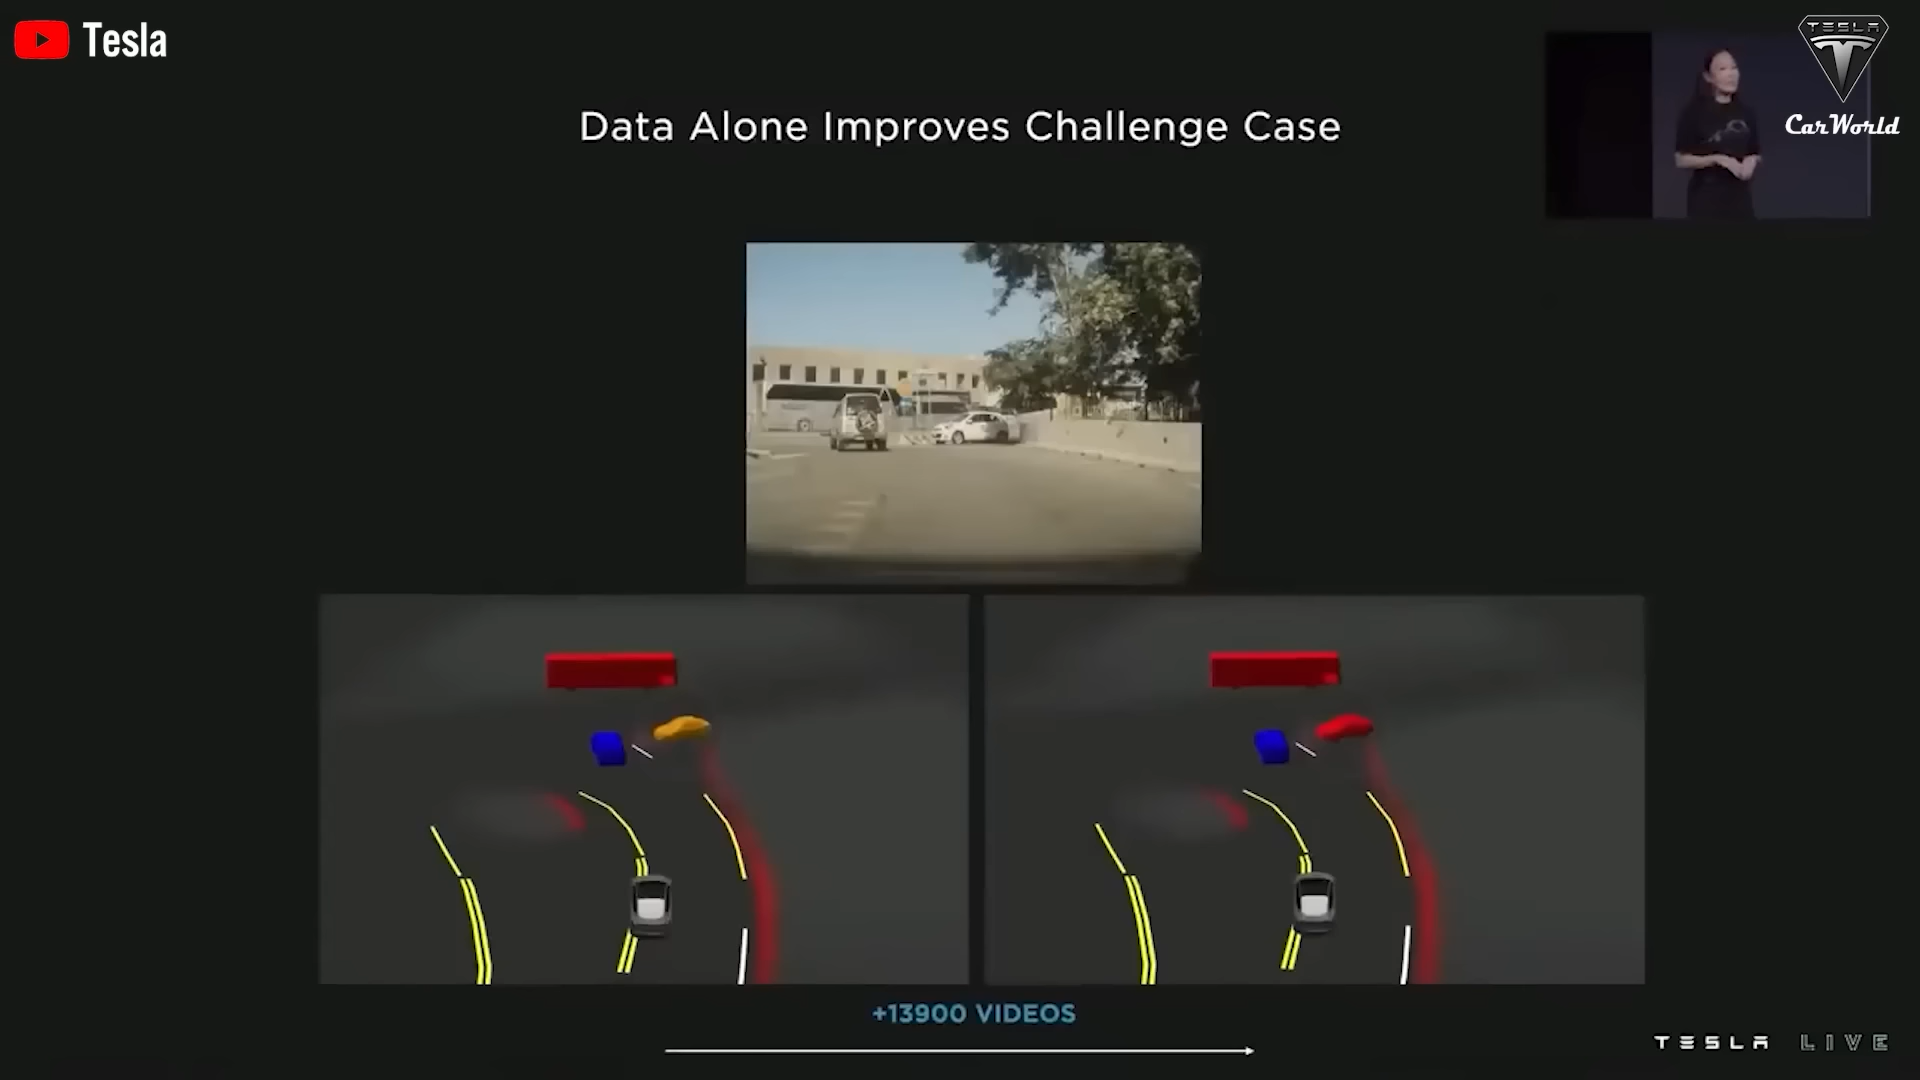 Tesla
TESLA
CarWorld
Data Alone Improves Challenge Case
+13900 VIDEOS
TESLA LIVE